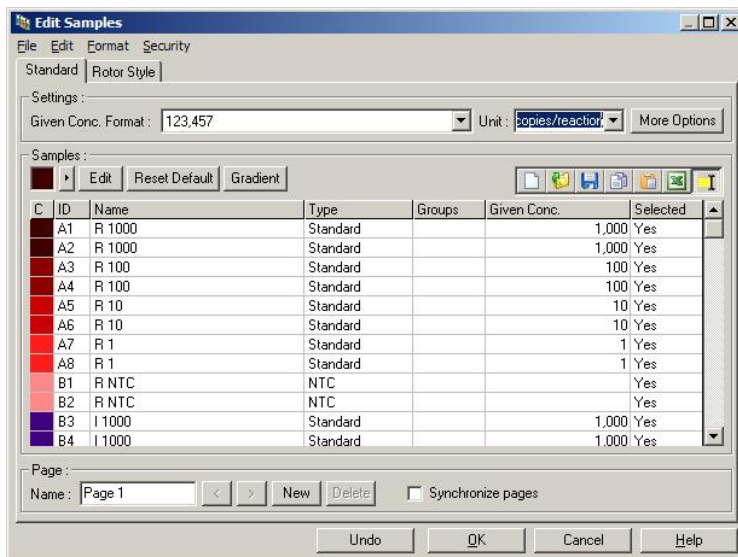 Edit Samples
File Edit Format Security
Standard Rotor Style
Settings :
Given Conc. Format : 123,457 Unit : copies/reaction More Options
Samples :
Edit Reset Default Gradient
C ID Name Type Groups Given Conc. Selected
A1 R 1000 Standard 1,000 Yes
A2 R 1000 Standard 1,000 Yes
A3 R 100 Standard 100 Yes
A4 R 100 Standard 100 Yes
A5 R 10 Standard 10 Yes
A6 R 10 Standard 10 Yes
A7 R 1 Standard 1 Yes
A8 R 1 Standard 1 Yes
B1 R NTC NTC Yes
B2 R NTC NTC Yes
B3 I 1000 Standard 1,000 Yes
B4 I 1000 Standard 1,000 Yes
Page :
Name : Page 1 < > New Delete Synchronize pages
Undo OK Cancel Help